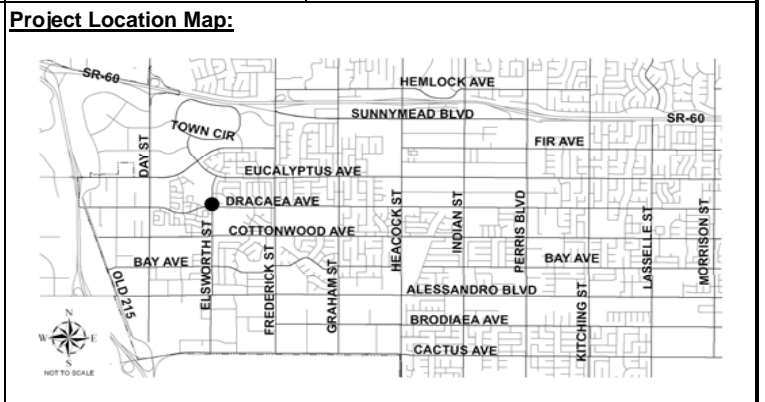 Project Location Map:
SR-60
HEMLOCK AVE
SUNNYMEAD BLVD
SR-60
TOWN CIR
FIR AVE
DAY ST
EUCALYPTUS AVE
DRACAEA AVE
COTTONWOOD AVE
ELSWORTH ST
FREDERICK ST
GRAHAM ST
HEACOCK ST
INDIAN ST
PERRIS BLVD
KITCHING ST
LASSELLE ST
MORRISON ST
BAY AVE
BAY AVE
OLD 215
ALESSANDRO BLVD
BRODIAEA AVE
CACTUS AVE
N
W
E
S
NOT TO SCALE